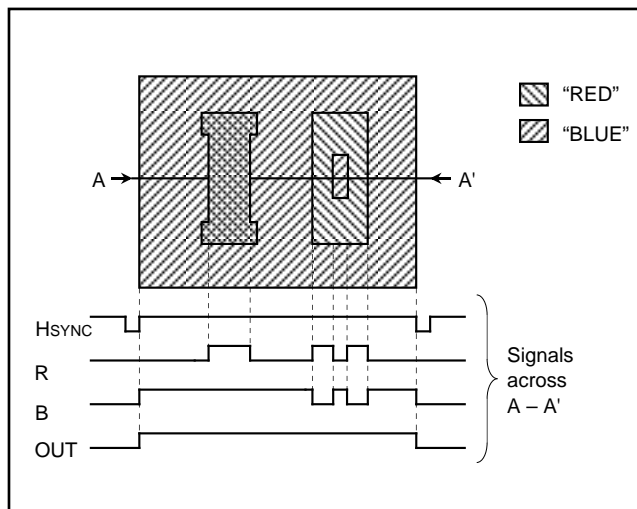 “RED”
“BLUE”
A
A'
HSYNC
R
B
OUT
Signals
across
A – A'